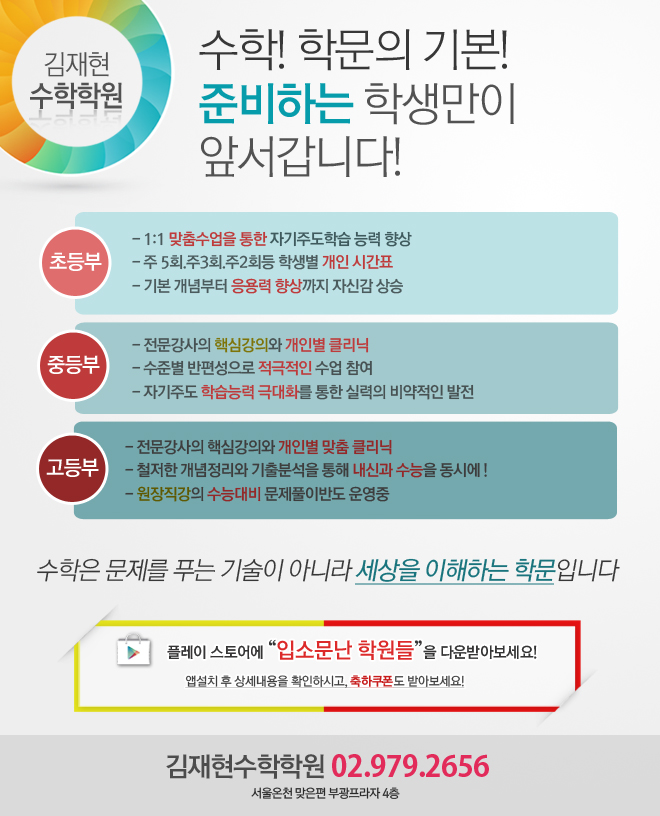 김재현
수학학원
수학! 학문의 기본!
준비하는 학생만이
앞서갑니다!
초등부
- 1:1 맞춤수업을 통한 자기주도학습 능력 향상
- 주 5회.주3회.주2회등 학생별 개인 시간표
- 기본 개념부터 응용력 향상까지 자신감 상승
중등부
- 전문강사의 핵심강의와 개인별 클리닉
- 수준별 반편성으로 적극적인 수업 참여
- 자기주도 학습능력 극대화를 통한 실력의 비약적인 발전
고등부
- 전문강사의 핵심강의와 개인별 맞춤 클리닉
- 철저한 개념정리와 기출분석을 통해 내신과 수능을 동시에 !
- 원장직강의 수능대비 문제풀이반도 운영중
수학은 문제를 푸는 기술이 아니라 세상을 이해하는 학문입니다
플레이 스토어에 “입소문난 학원들”을 다운받아보세요!
앱설치 후 상세내용을 확인하시고, 축하쿠폰도 받아보세요!
김재현수학학원 02.979.2656
서울온천 맞은편 부광프라자 4층